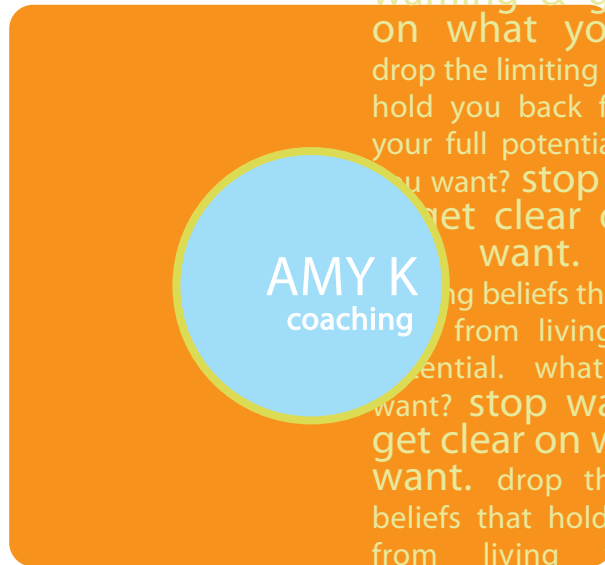 on what yo
drop the limiting
hold you back f
your full potentia
u want? stop
get clear
want.
ng beliefs th
from living
ential. what
want? stop wa
get clear on w
want. drop th
beliefs that hold
from living
AMY K
coaching